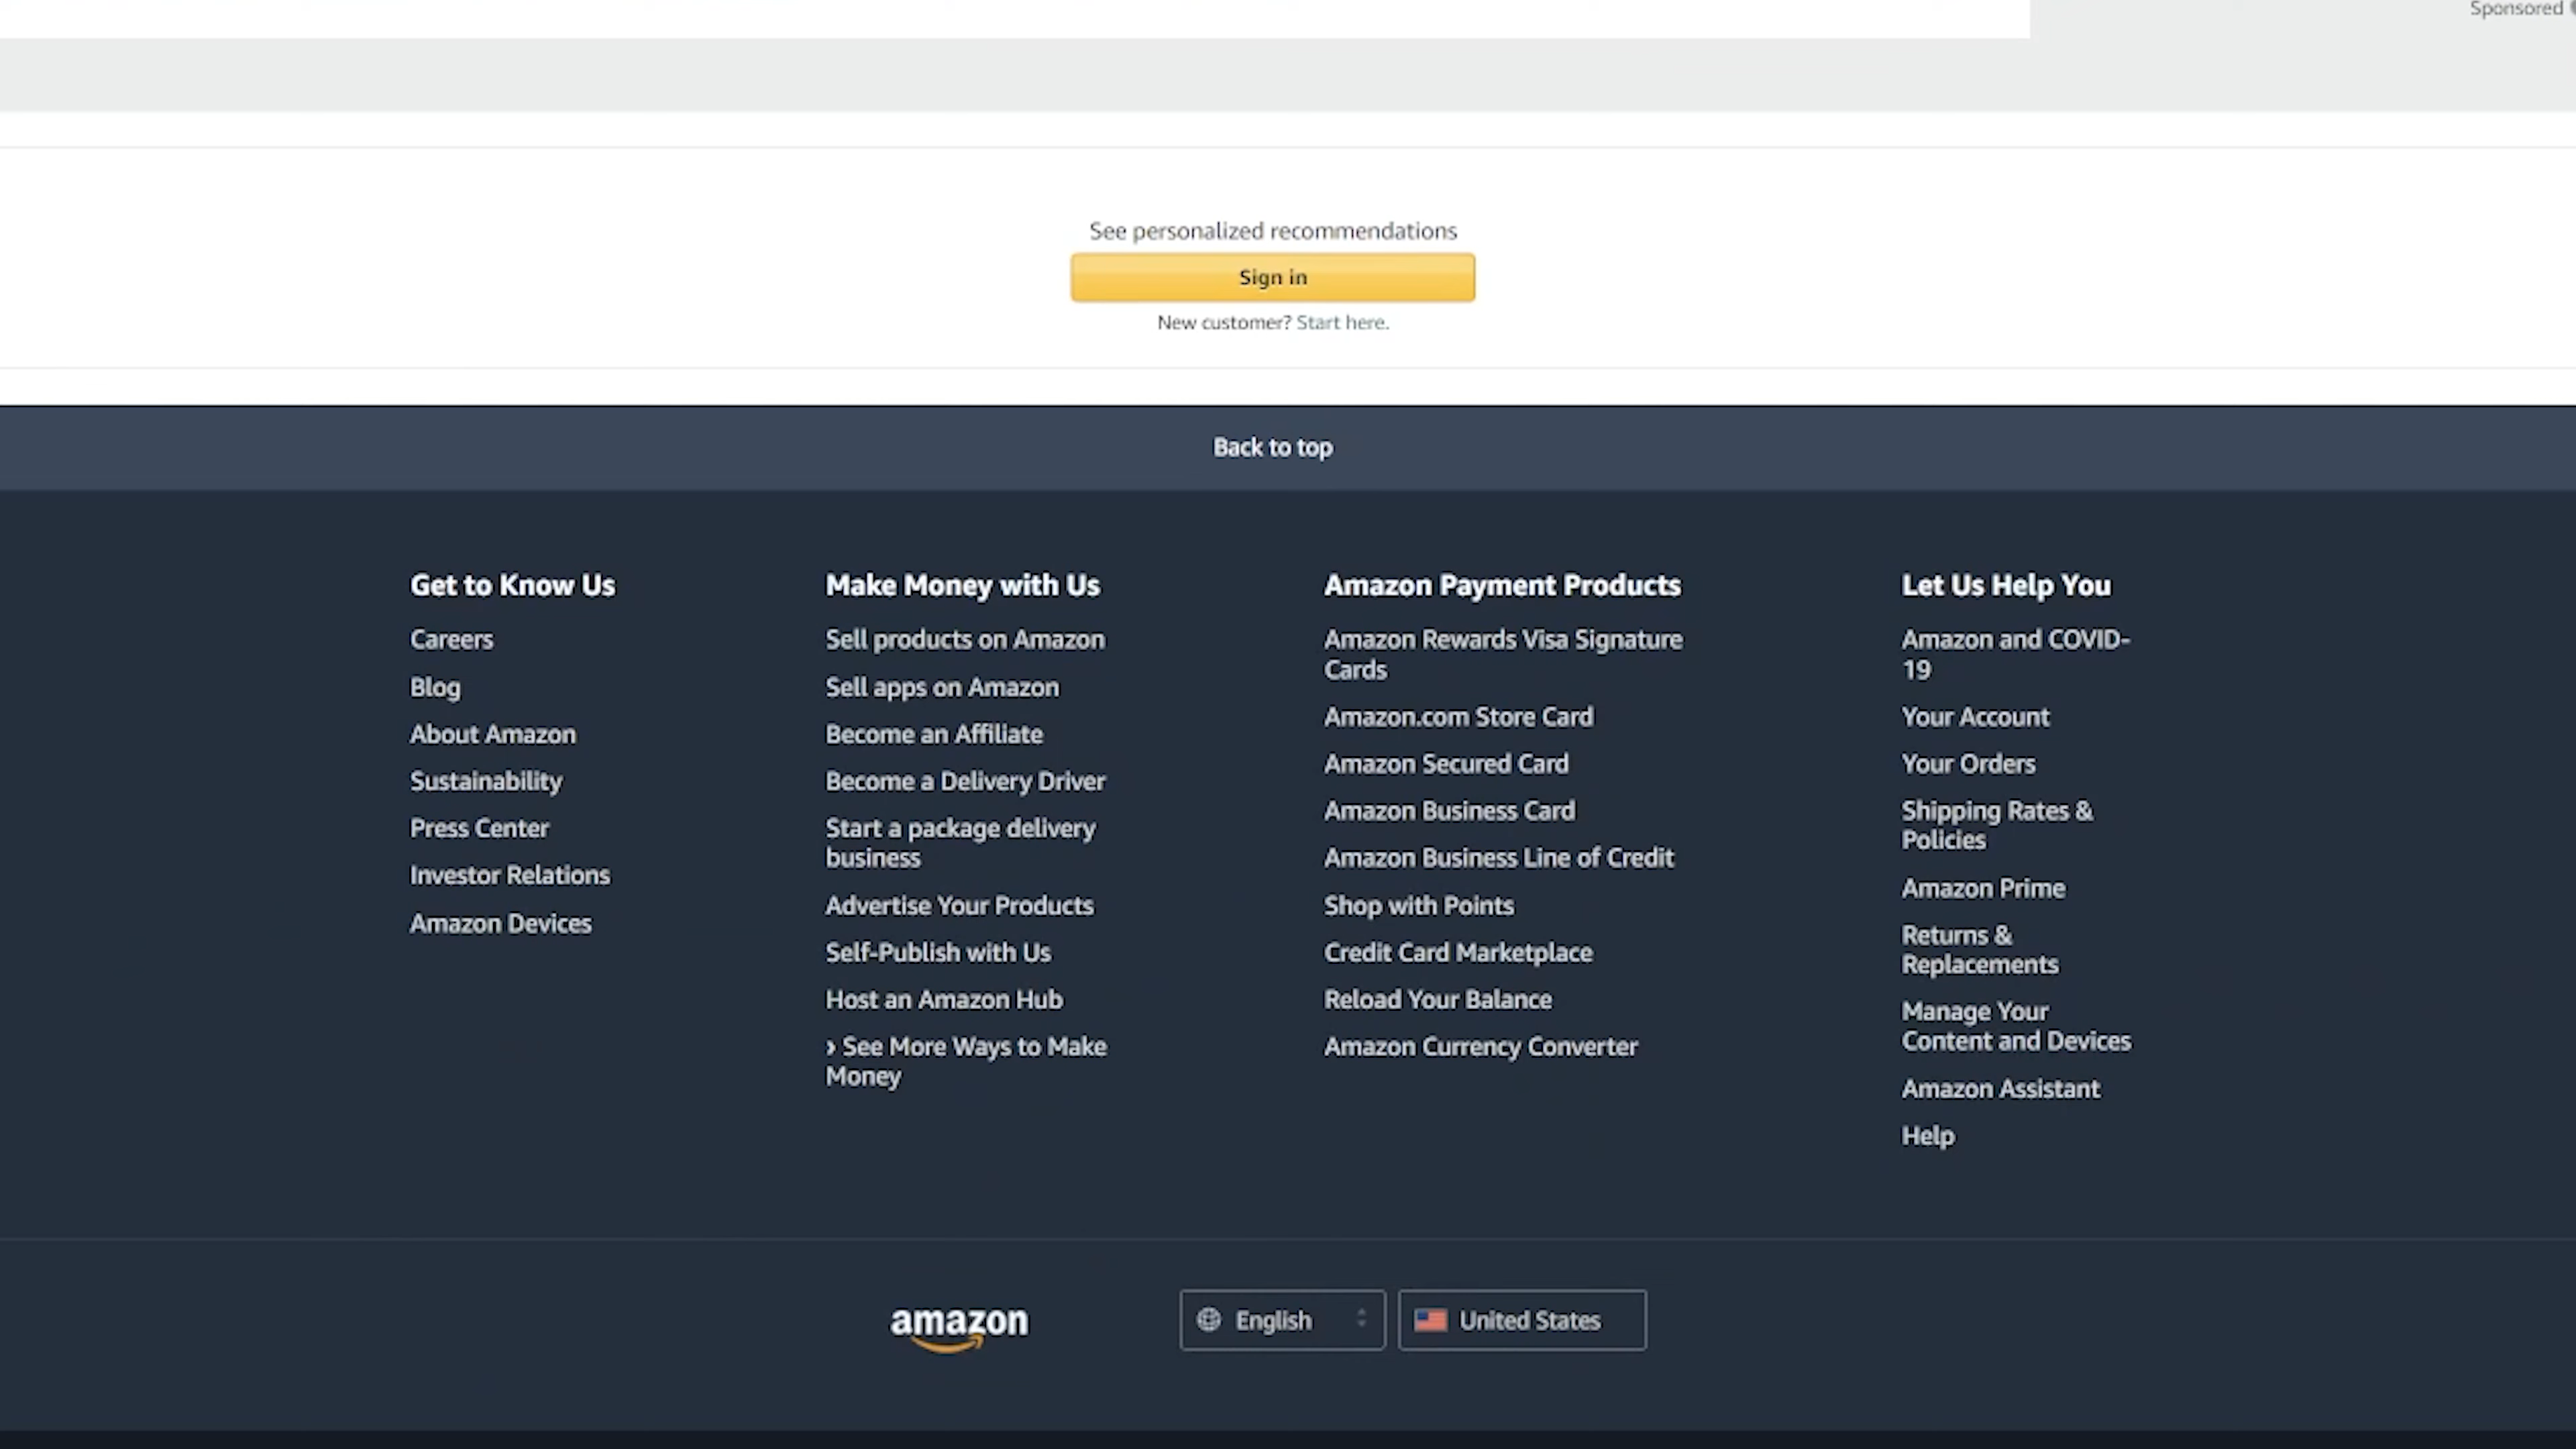 Sponsored
See personalized recommendations
Sign in
New customer? Start here.
Back to top
Get to Know Us
Careers
Blog
About Amazon
Sustainability
Press Center
Investor Relations
Amazon Devices
Make Money with Us
Sell products on Amazon
Sell apps on Amazon
Become an Affiliate
Become a Delivery Driver
Start a package delivery
business
Advertise Your Products
Self-Publish with Us
Host an Amazon Hub
› See More Ways to Make
Money
Amazon Payment Products
Amazon Rewards Visa Signature
Cards
Amazon.com Store Card
Amazon Secured Card
Amazon Business Card
Amazon Business Line of Credit
Shop with Points
Credit Card Marketplace
Reload Your Balance
Amazon Currency Converter
Let Us Help You
Amazon and COVID-
19
Your Account
Your Orders
Shipping Rates &
Policies
Amazon Prime
Returns &
Replacements
Manage Your
Content and Devices
Amazon Assistant
Help
amazon
English
United States